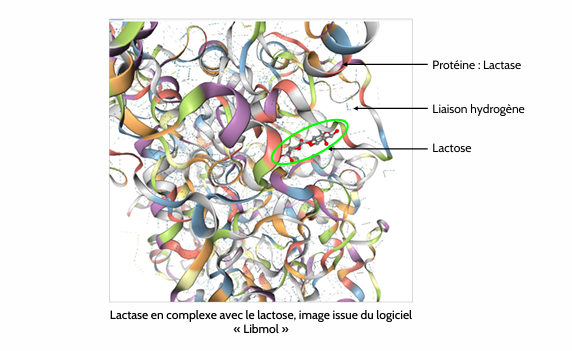 Protéine : Lactase
Liaison hydrogène
Lactose
Lactase en complexe avec le lactose, image issue du logiciel
« Libmol »